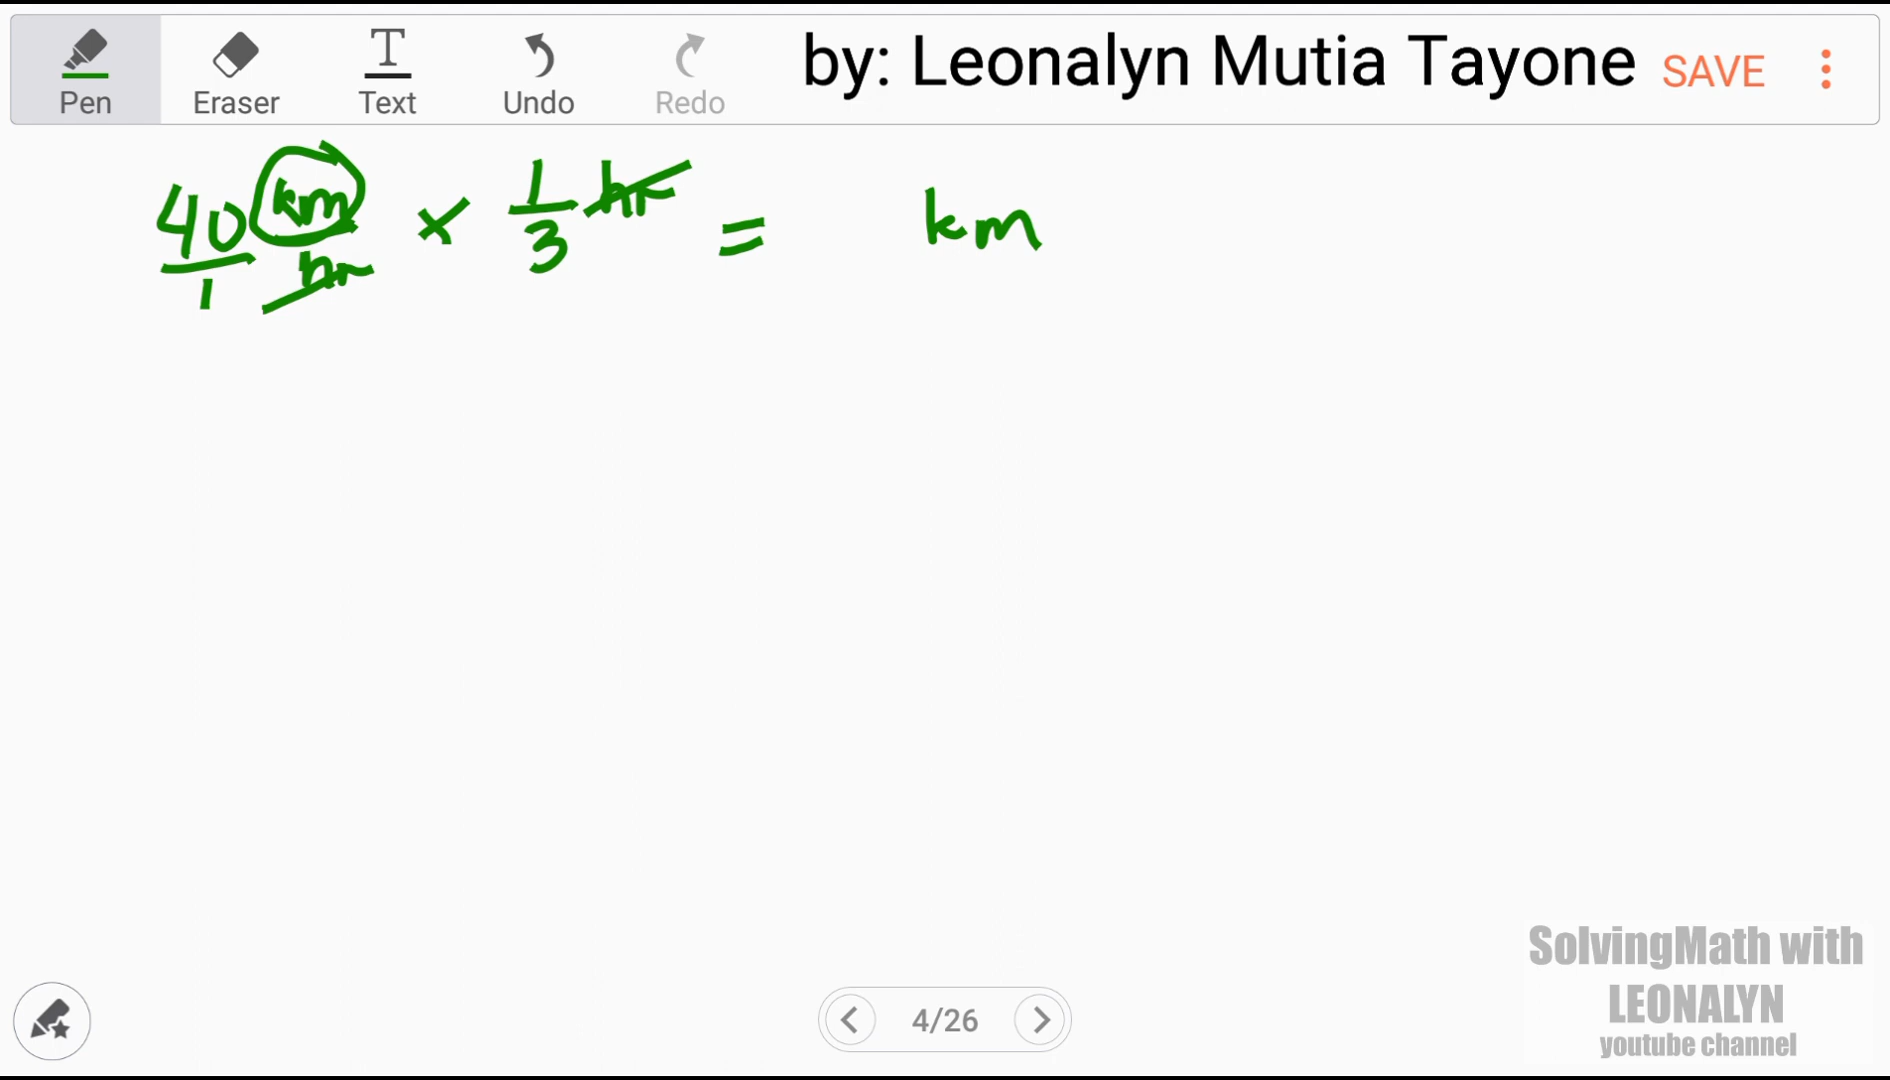 Pen Eraser Text Undo Redo by: Leonalyn Mutia Tayone SAVE
40/1 km/hr × 1/3 hr = km
4/26
SolvingMath with
LEONALYN
youtube channel